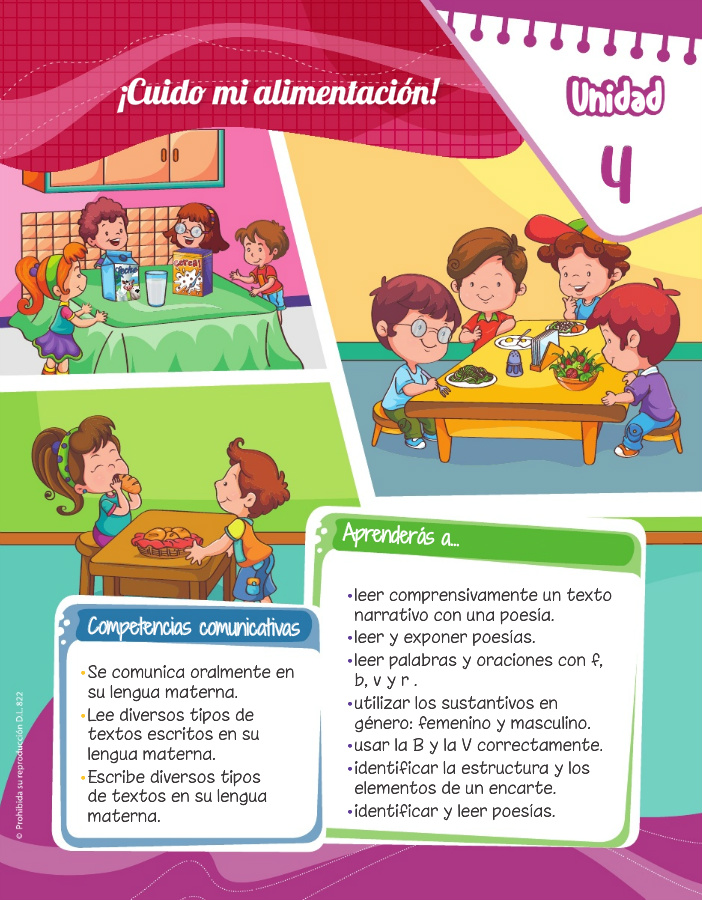 ¡Cuido mi alimentación!
Unidad
4
Leche
Cereal
Aprenderás a...
•leer comprensivamente un texto
narrativo con una poesía.
•leer y exponer poesías.
•leer palabras y oraciones con f,
b, v y r .
•utilizar los sustantivos en
género: femenino y masculino.
•usar la B y la V correctamente.
•identificar la estructura y los
elementos de un encarte.
•identificar y leer poesías.
Competencias comunicativas
•Se comunica oralmente en
su lengua materna.
•Lee diversos tipos de
textos escritos en su
lengua materna.
•Escribe diversos tipos
de textos en su lengua
materna.
© Prohibida su reproducción D.L. 822